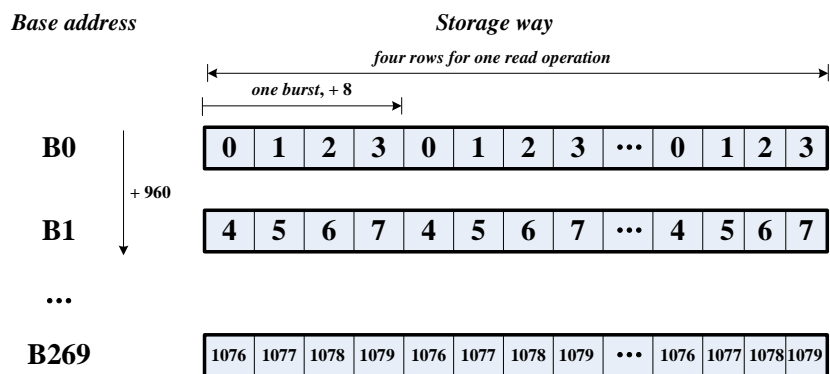 Base address Storage way
four rows for one read operation
one burst, + 8
B0 0 1 2 3 0 1 2 3 ••• 0 1 2 3
+ 960
B1 4 5 6 7 4 5 6 7 ••• 4 5 6 7
•••
B269 1076 1077 1078 1079 1076 1077 1078 1079 ••• 1076 1077 1078 1079